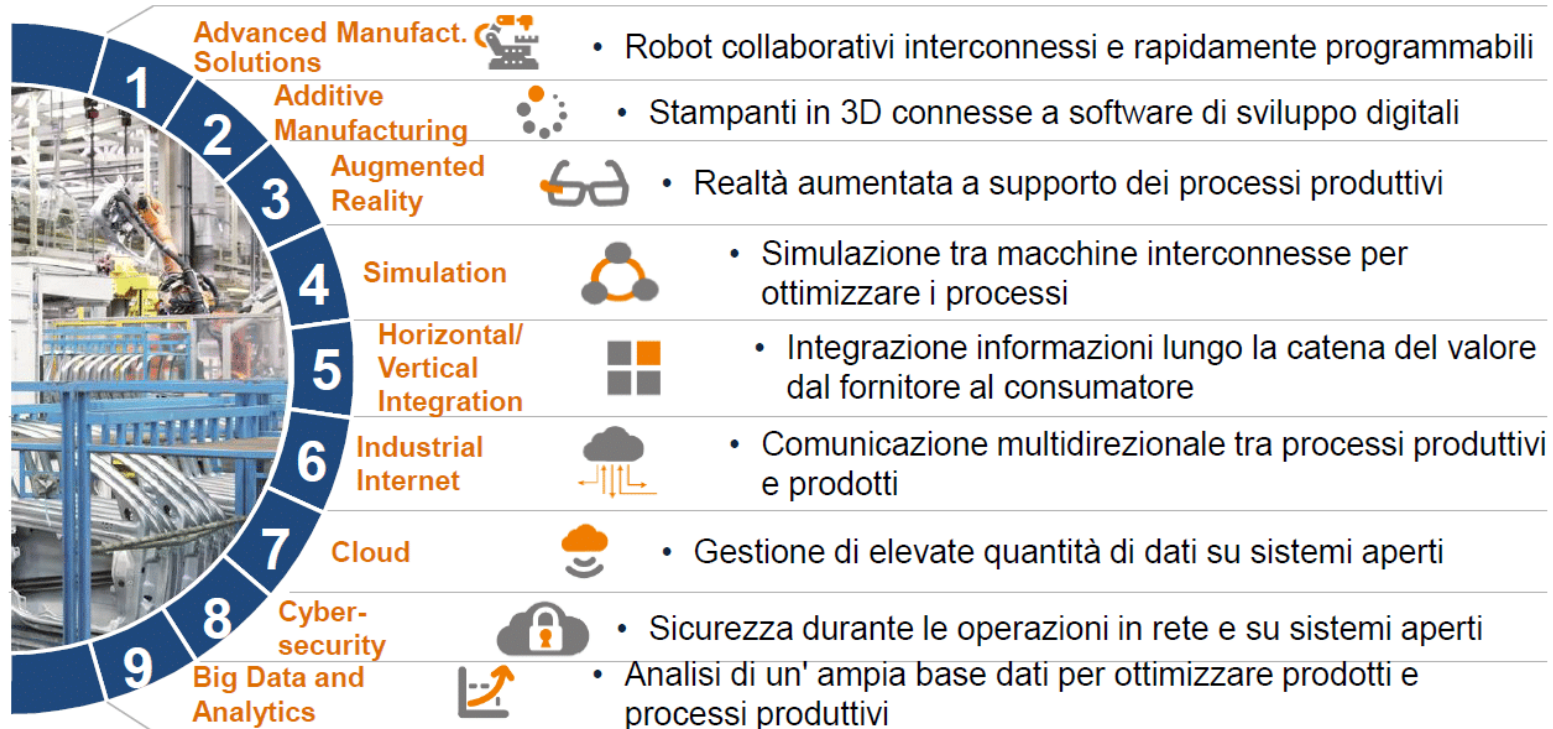 1
Advanced Manufact.
Solutions
• Robot collaborativi interconnessi e rapidamente programmabili
2
Additive
Manufacturing
• Stampanti in 3D connesse a software di sviluppo digitali
3
Augmented
Reality
• Realtà aumentata a supporto dei processi produttivi
4
Simulation
• Simulazione tra macchine interconnesse per
ottimizzare i processi
5
Horizontal/
Vertical
Integration
• Integrazione informazioni lungo la catena del valore
dal fornitore al consumatore
6
Industrial
Internet
• Comunicazione multidirezionale tra processi produttivi
e prodotti
7
Cloud
• Gestione di elevate quantità di dati su sistemi aperti
8
Cyber-
security
• Sicurezza durante le operazioni in rete e su sistemi aperti
9
Big Data and
Analytics
• Analisi di un' ampia base dati per ottimizzare prodotti e
processi produttivi